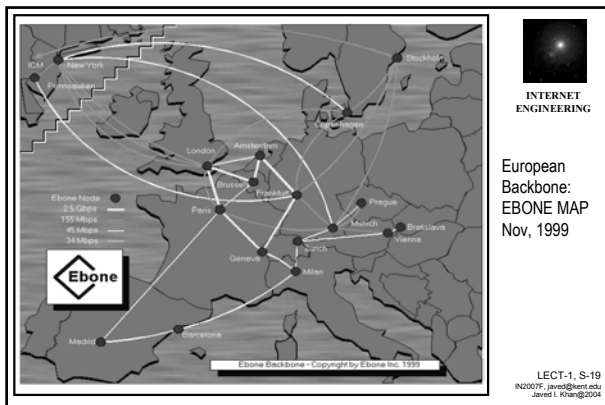 ICM
New York
Pennsauken
Stockholm
Copenhagen
London
Amsterdam
Brussels
Frankfurt
Prague
Paris
Munich
Bratislava
Vienna
Zurich
Geneva
Milan
Madrid
Barcelona
Ebone Node
2.5 Gbps
155 Mbps
45 Mbps
34 Mbps
Ebone
Ebone Backbone - Copyright by Ebone Inc. 1999
INTERNET
ENGINEERING
European
Backbone:
EBONE MAP
Nov, 1999
LECT-1, S-19
IN2007F, javed@kent.edu
Javed I. Khan@2004